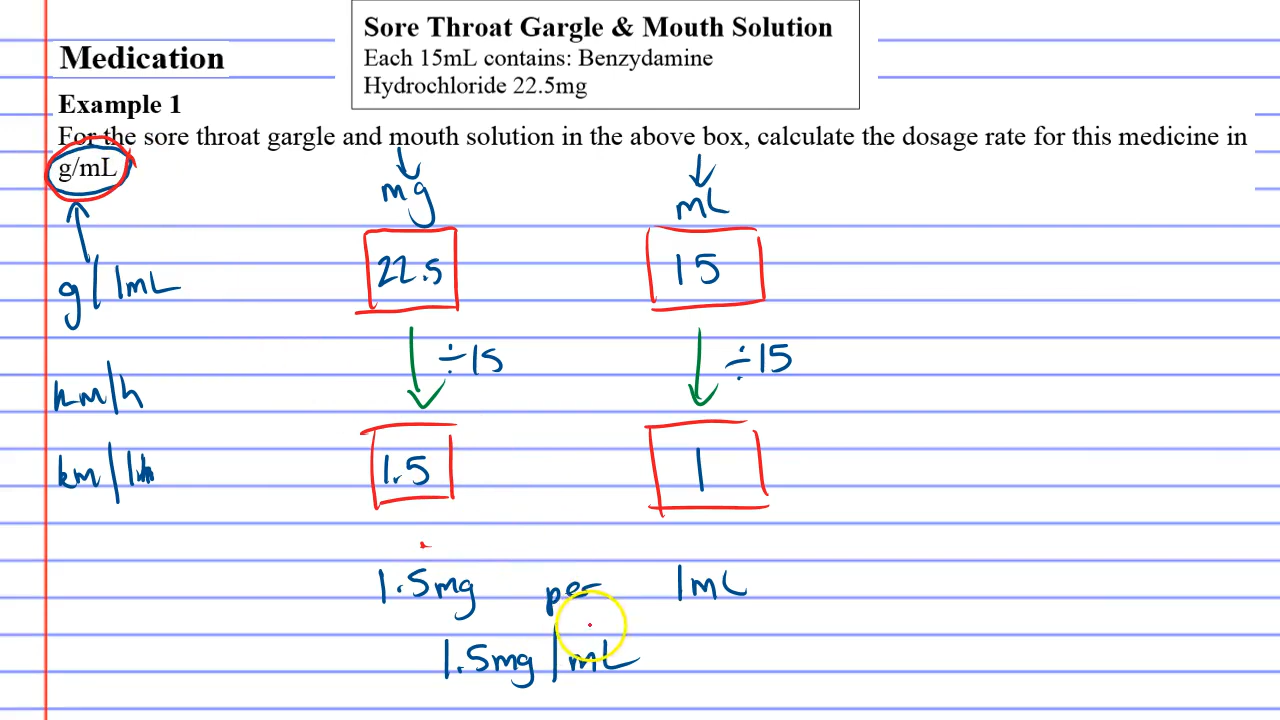 Sore Throat Gargle & Mouth Solution
Each 15mL contains: Benzydamine
Hydrochloride 22.5mg
Medication
Example 1
For the sore throat gargle and mouth solution in the above box, calculate the dosage rate for this medicine in
g/mL
mg
mL
22.5
15
g/1mL
÷15
÷15
km/h
1.5
1
km/1h
1.5mg per 1mL
1.5mg/mL